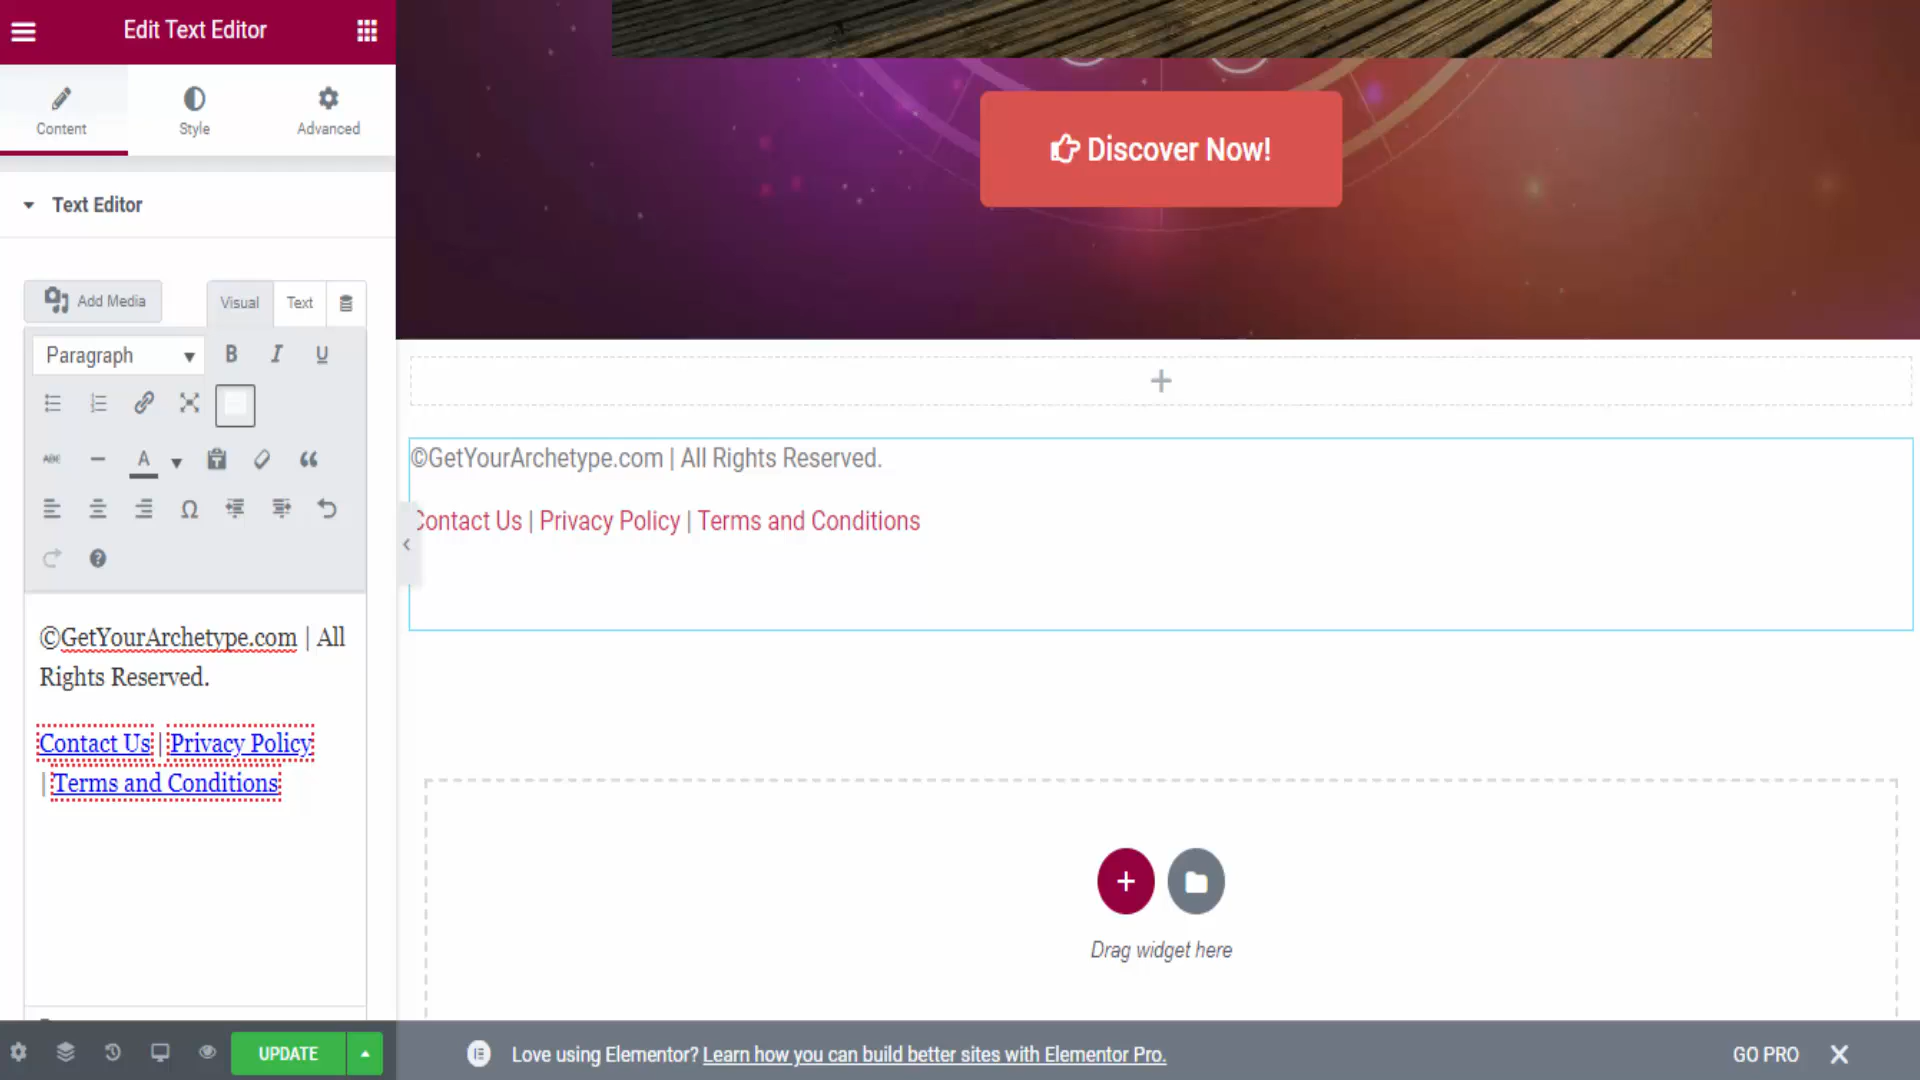 Edit Text Editor
Content
Style
Advanced
Text Editor
Add Media
Visual
Text
Paragraph
B
I
U
ABC
A
Ω
©GetYourArchetype.com | All
Rights Reserved.
Contact Us | Privacy Policy
| Terms and Conditions
UPDATE
Discover Now!
©GetYourArchetype.com | All Rights Reserved.
Contact Us | Privacy Policy | Terms and Conditions
Drag widget here
Love using Elementor? Learn how you can build better sites with Elementor Pro.
GO PRO